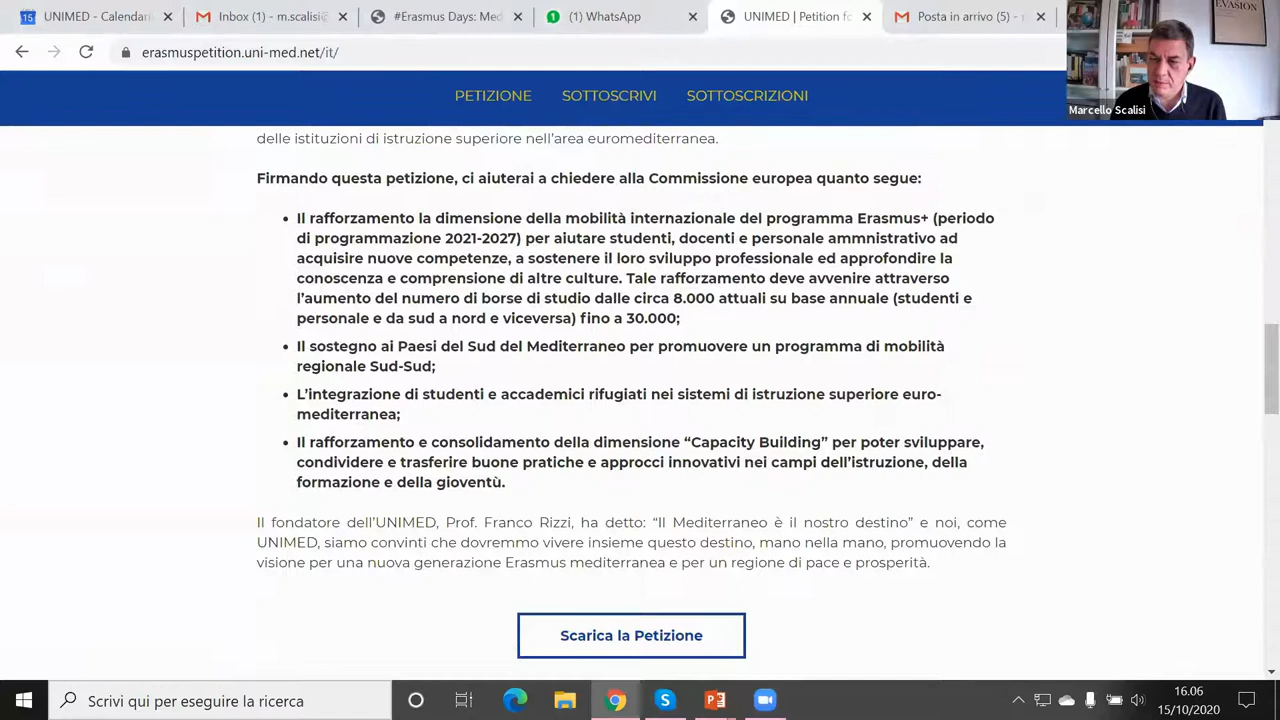 UNIMED - Calendar
Inbox (1) - m.scalisi@
#Erasmus Days: Med
(1) WhatsApp
UNIMED | Petition fo
Posta in arrivo (5) -
EVASION
erasmuspetition.uni-med.net/it/
Marcello Scalisi
PETIZIONE SOTTOSCRIVI SOTTOSCRIZIONI
delle istituzioni di istruzione superiore nell'area euromediterranea.
Firmando questa petizione, ci aiuterai a chiedere alla Commissione europea quanto segue:
• Il rafforzamento la dimensione della mobilità internazionale del programma Erasmus+ (periodo
di programmazione 2021-2027) per aiutare studenti, docenti e personale ammnistrativo ad
acquisire nuove competenze, a sostenere il loro sviluppo professionale ed approfondire la
conoscenza e comprensione di altre culture. Tale rafforzamento deve avvenire attraverso
l'aumento del numero di borse di studio dalle circa 8.000 attuali su base annuale (studenti e
personale e da sud a nord e viceversa) fino a 30.000;
• Il sostegno ai Paesi del Sud del Mediterraneo per promuovere un programma di mobilità
regionale Sud-Sud;
• L'integrazione di studenti e accademici rifugiati nei sistemi di istruzione superiore euro-
mediterranea;
• Il rafforzamento e consolidamento della dimensione “Capacity Building” per poter sviluppare,
condividere e trasferire buone pratiche e approcci innovativi nei campi dell'istruzione, della
formazione e della gioventù.
Il fondatore dell'UNIMED, Prof. Franco Rizzi, ha detto: “Il Mediterraneo è il nostro destino” e noi, come
UNIMED, siamo convinti che dovremmo vivere insieme questo destino, mano nella mano, promuovendo la
visione per una nuova generazione Erasmus mediterranea e per un regione di pace e prosperità.
Scarica la Petizione
Scrivi qui per eseguire la ricerca
16.06
15/10/2020